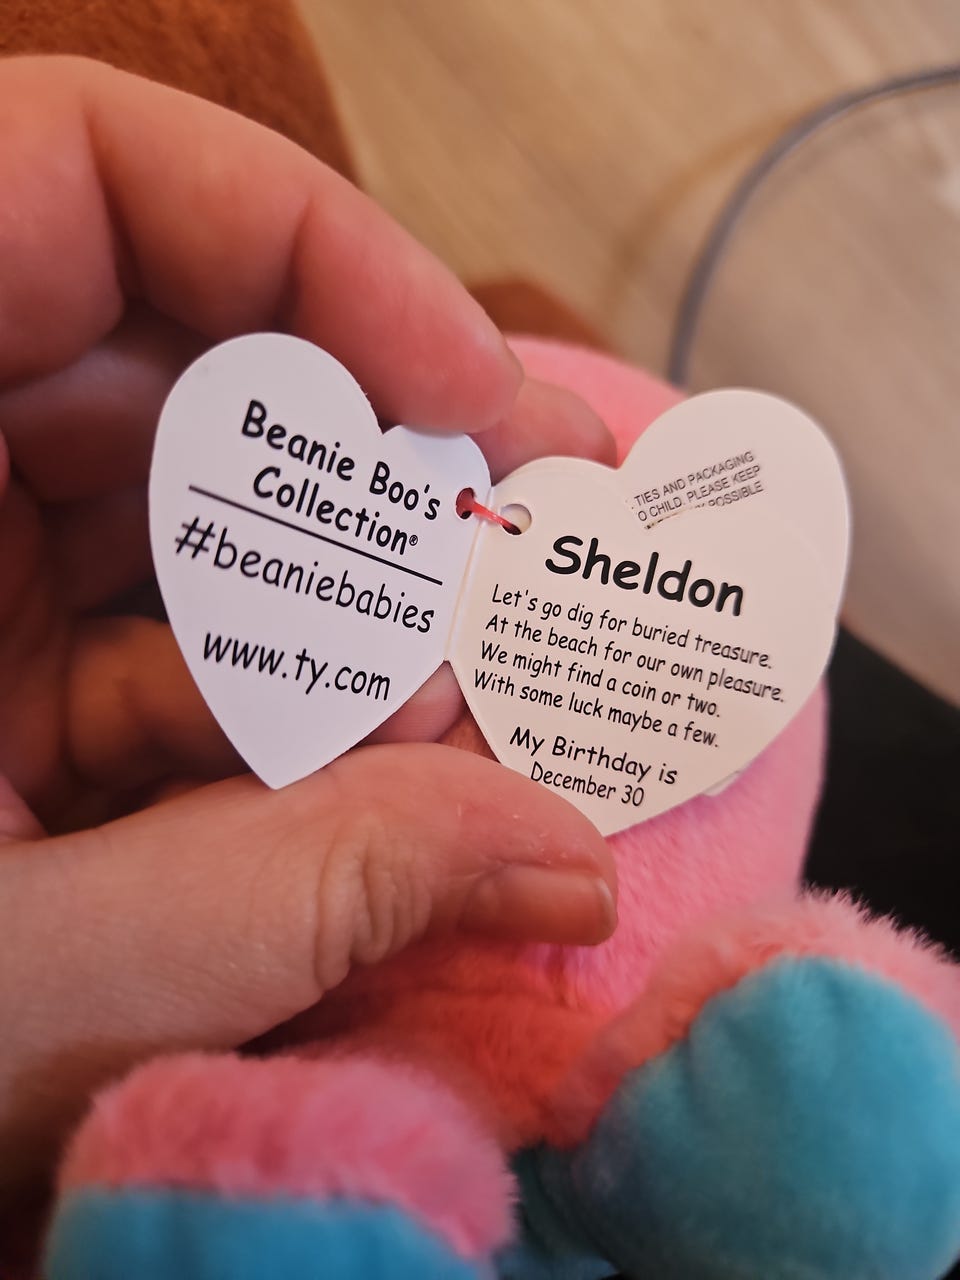 Beanie Boo's
Collection®
#beaniebabies
www.ty.com
TIES AND PACKAGING
O CHILD. PLEASE KEEP
POSSIBLE
Sheldon
Let's go dig for buried treasure.
At the beach for our own pleasure.
We might find a coin or two.
With some luck maybe a few.
My Birthday is
December 30